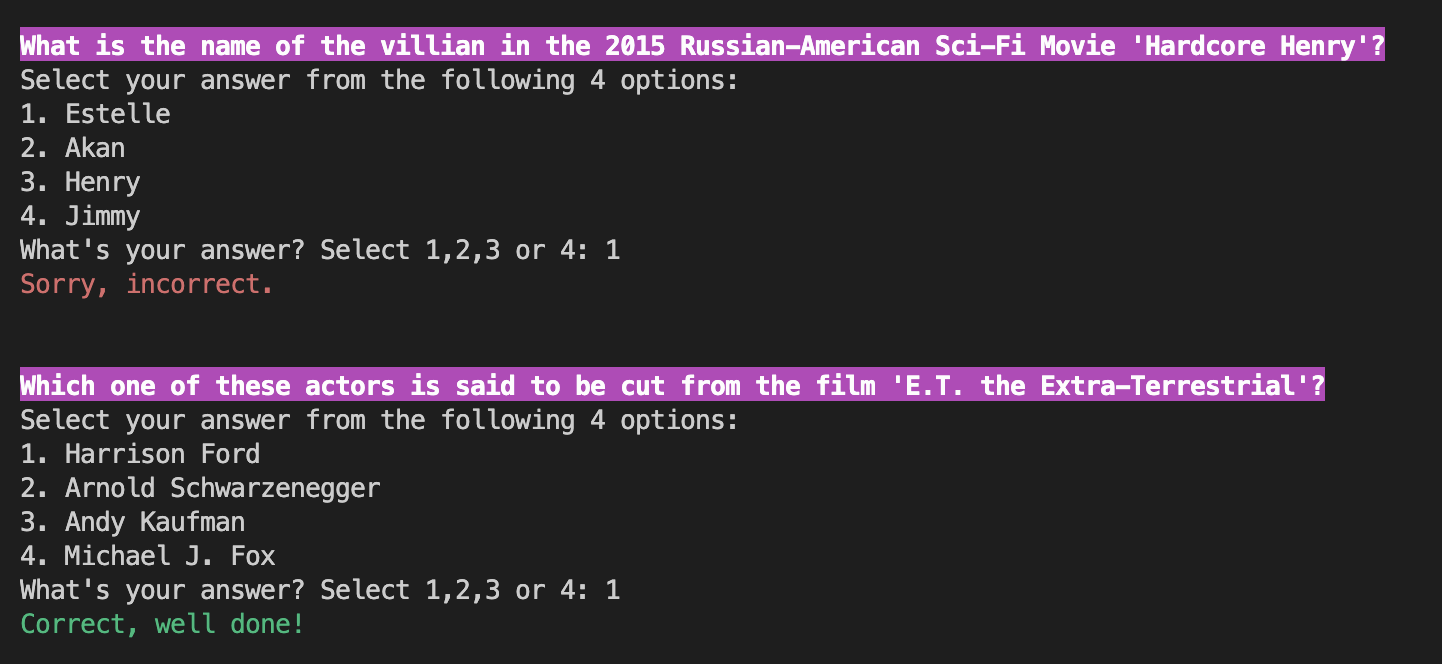 What is the name of the villian in the 2015 Russian-American Sci-Fi Movie 'Hardcore Henry'?
Select your answer from the following 4 options:
1. Estelle
2. Akan
3. Henry
4. Jimmy
What's your answer? Select 1,2,3 or 4: 1
Sorry, incorrect.
Which one of these actors is said to be cut from the film 'E.T. the Extra-Terrestrial'?
Select your answer from the following 4 options:
1. Harrison Ford
2. Arnold Schwarzenegger
3. Andy Kaufman
4. Michael J. Fox
What's your answer? Select 1,2,3 or 4: 1
Correct, well done!